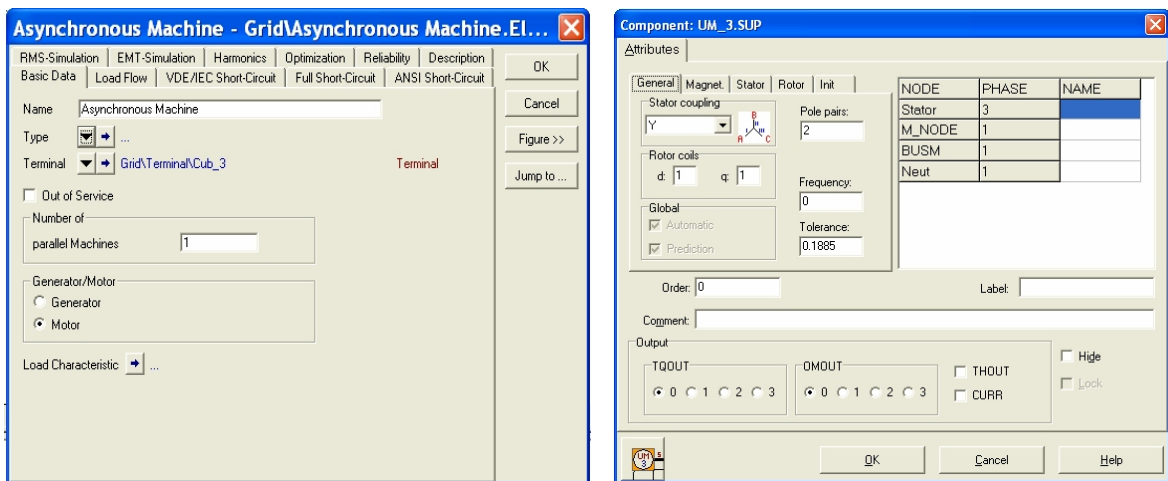 Asynchronous Machine - Grid\Asynchronous Machine.El...
RMS-Simulation EMT-Simulation Harmonics Optimization Reliability Description
Basic Data Load Flow VDE/IEC Short-Circuit Full Short-Circuit ANSI Short-Circuit
Name Asynchronous Machine
Type ...
Terminal Grid\Terminal\Cub_3 Terminal
Out of Service
Number of
parallel Machines 1
Generator/Motor
Generator
Motor
Load Characteristic ...
OK
Cancel
Figure >>
Jump to ...
Component: UM_3.SUP
Attributes
General Magnet. Stator Rotor Init
Stator coupling
Y
B
A C
Pole pairs:
2
Rotor coils
d: 1 q: 1
Frequency:
0
Global
Automatic
Prediction
Tolerance:
0.1885
NODE PHASE NAME
Stator 3
M_NODE 1
BUSM 1
Neut 1
Order: 0 Label:
Comment:
Output
TQOUT
0 1 2 3
OMOUT
0 1 2 3
THOUT
CURR
Hide
Lock
UM
3
S
OK Cancel Help